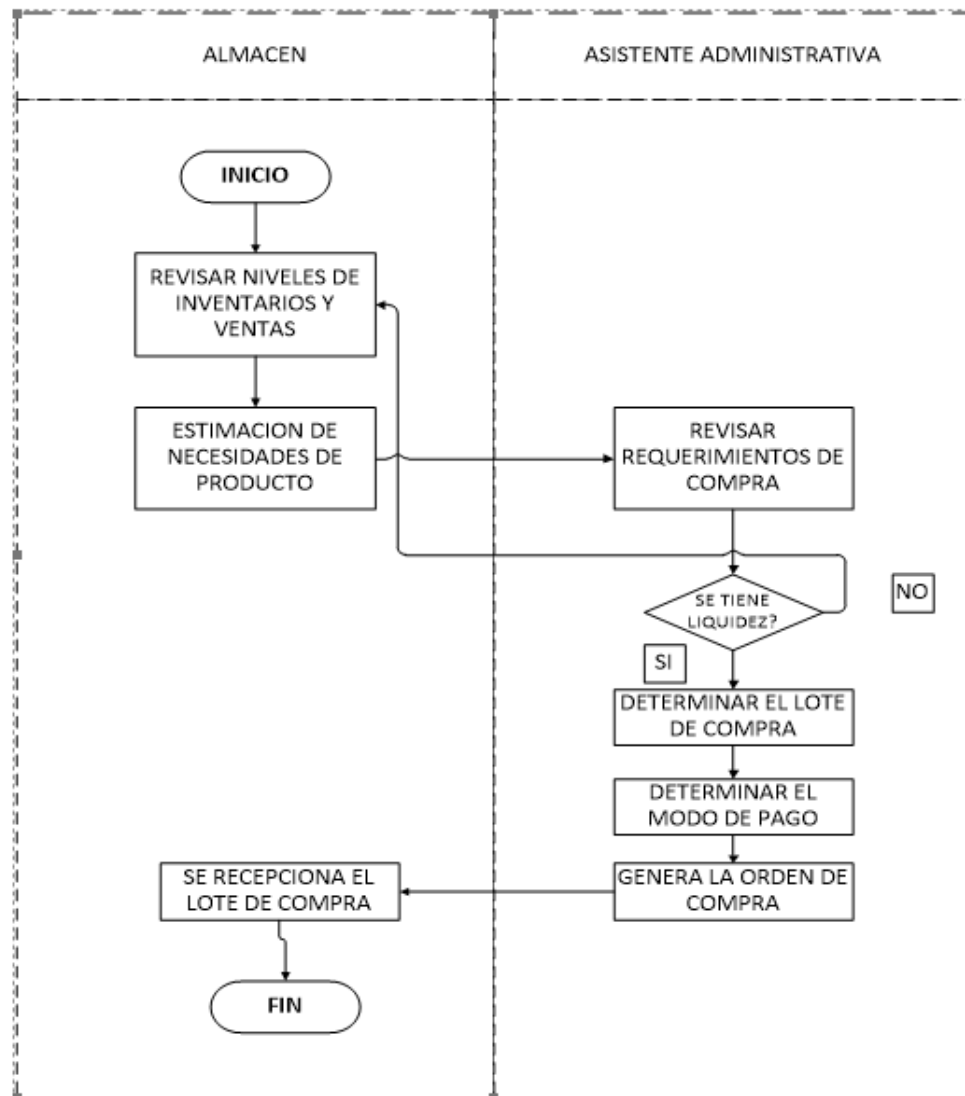 ALMACEN
ASISTENTE ADMINISTRATIVA
INICIO
REVISAR NIVELES DE
INVENTARIOS Y
VENTAS
ESTIMACION DE
NECESIDADES DE
PRODUCTO
REVISAR
REQUERIMIENTOS DE
COMPRA
SE TIENE
LIQUIDEZ?
NO
SI
DETERMINAR EL LOTE
DE COMPRA
DETERMINAR EL
MODO DE PAGO
GENERA LA ORDEN DE
COMPRA
SE RECEPCIONA EL
LOTE DE COMPRA
FIN